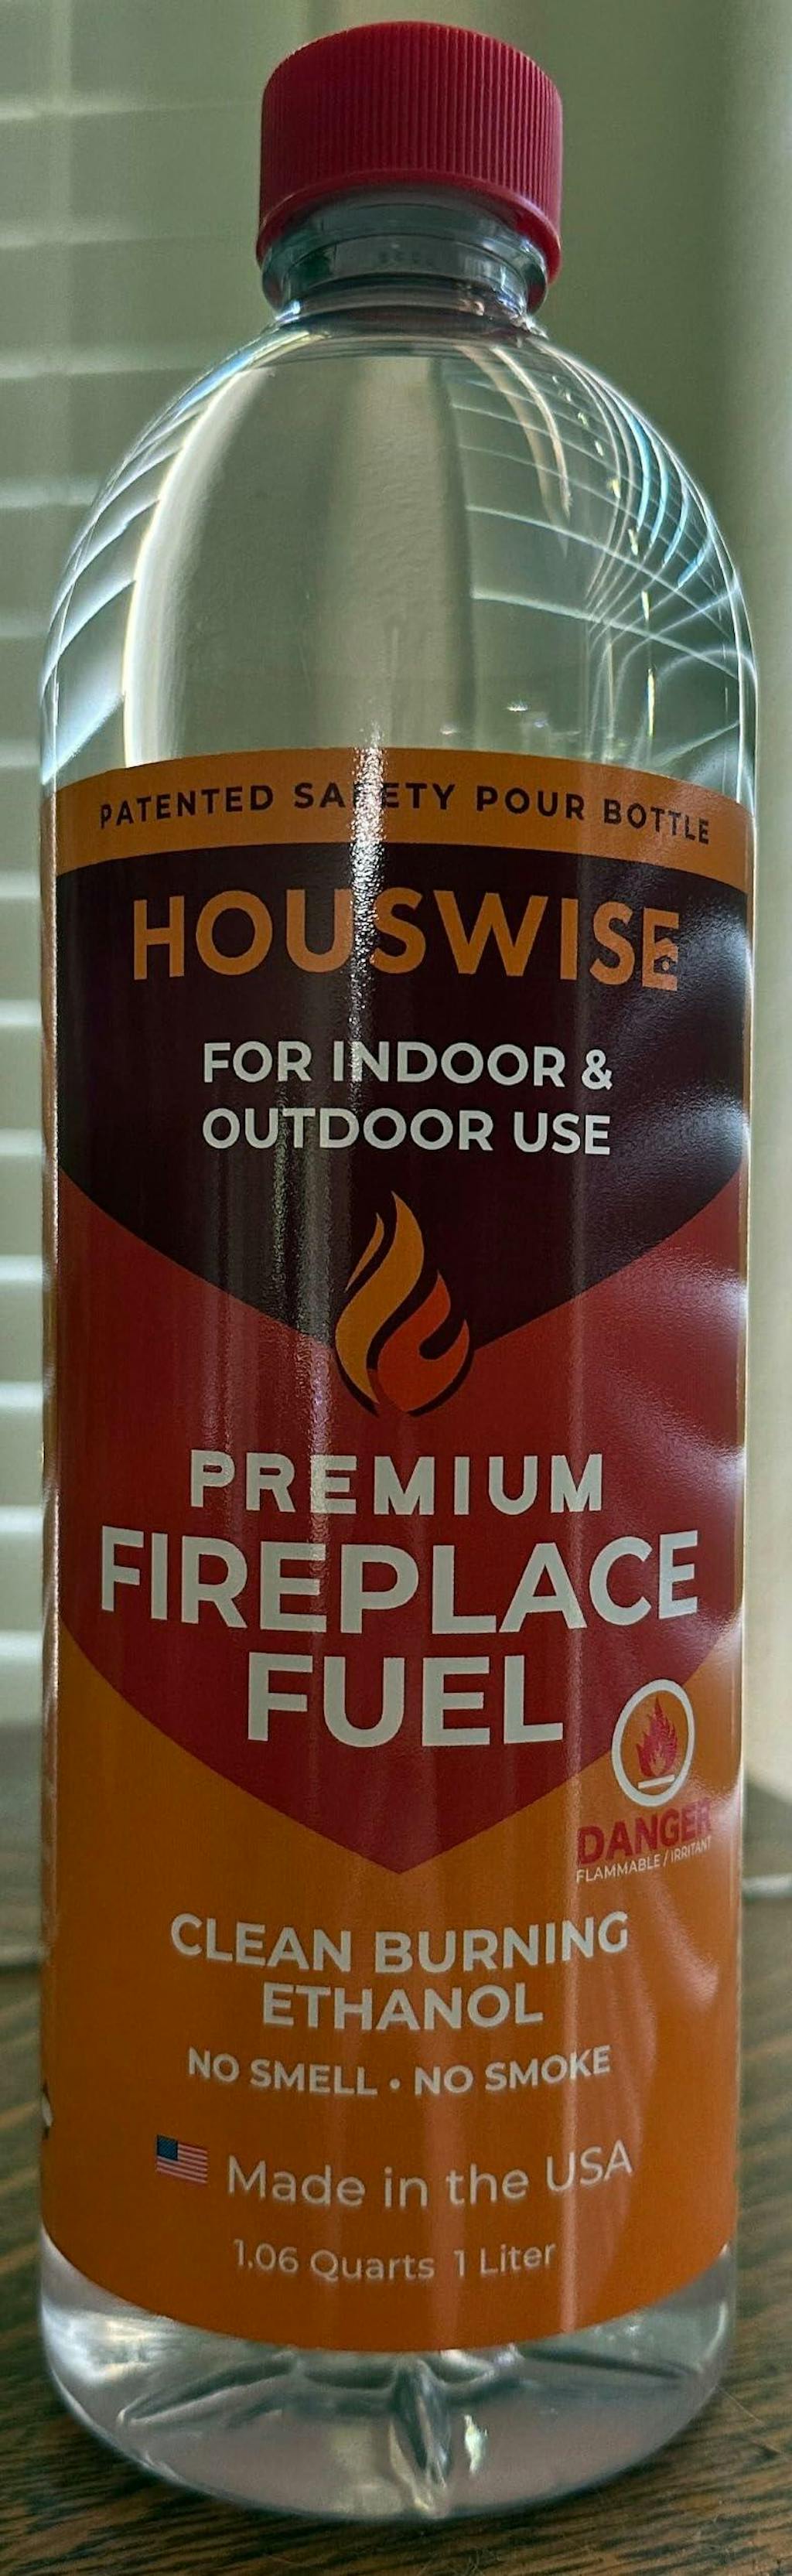 PATENTED SAFETY POUR BOTTLE
HOUSWISE
FOR INDOOR &
OUTDOOR USE
PREMIUM
FIREPLACE
FUEL
DANGER
FLAMMABLE / IRRITANT
CLEAN BURNING
ETHANOL
NO SMELL • NO SMOKE
Made in the USA
1.06 Quarts 1 Liter